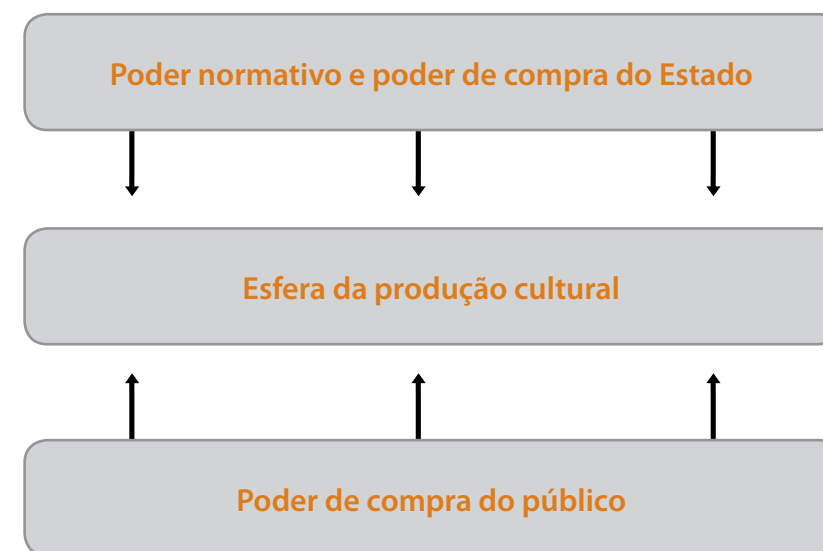 Poder normativo e poder de compra do Estado
Esfera da produção cultural
Poder de compra do público